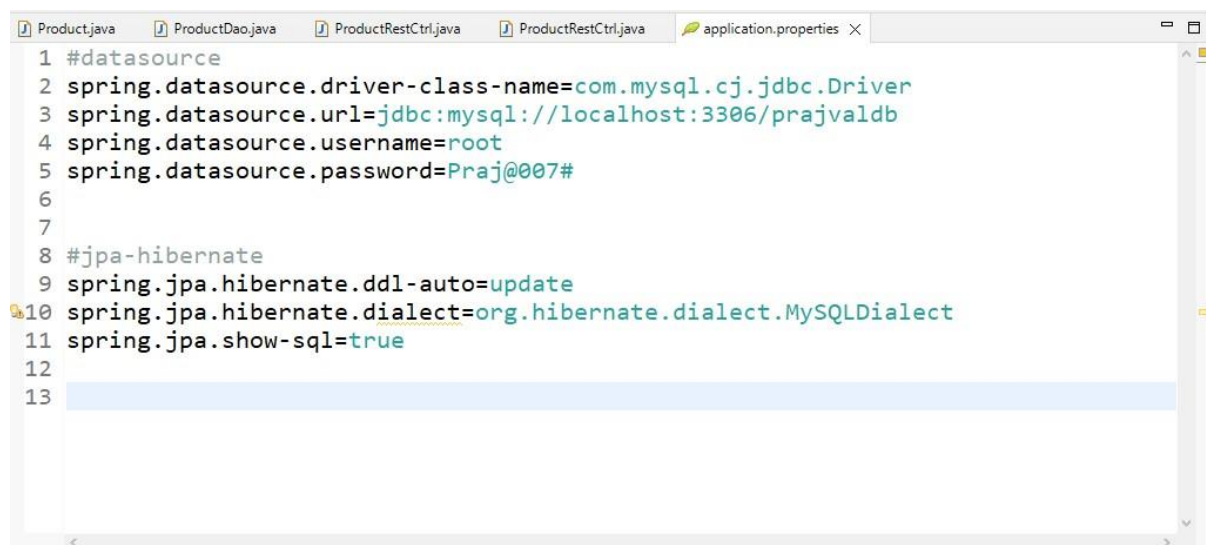 Product.java ProductDao.java ProductRestCtrl.java ProductRestCtrl.java application.properties
1 #datasource
2 spring.datasource.driver-class-name=com.mysql.cj.jdbc.Driver
3 spring.datasource.url=jdbc:mysql://localhost:3306/prajvaldb
4 spring.datasource.username=root
5 spring.datasource.password=Praj@007#
6
7
8 #jpa-hibernate
9 spring.jpa.hibernate.ddl-auto=update
10 spring.jpa.hibernate.dialect=org.hibernate.dialect.MySQLDialect
11 spring.jpa.show-sql=true
12
13